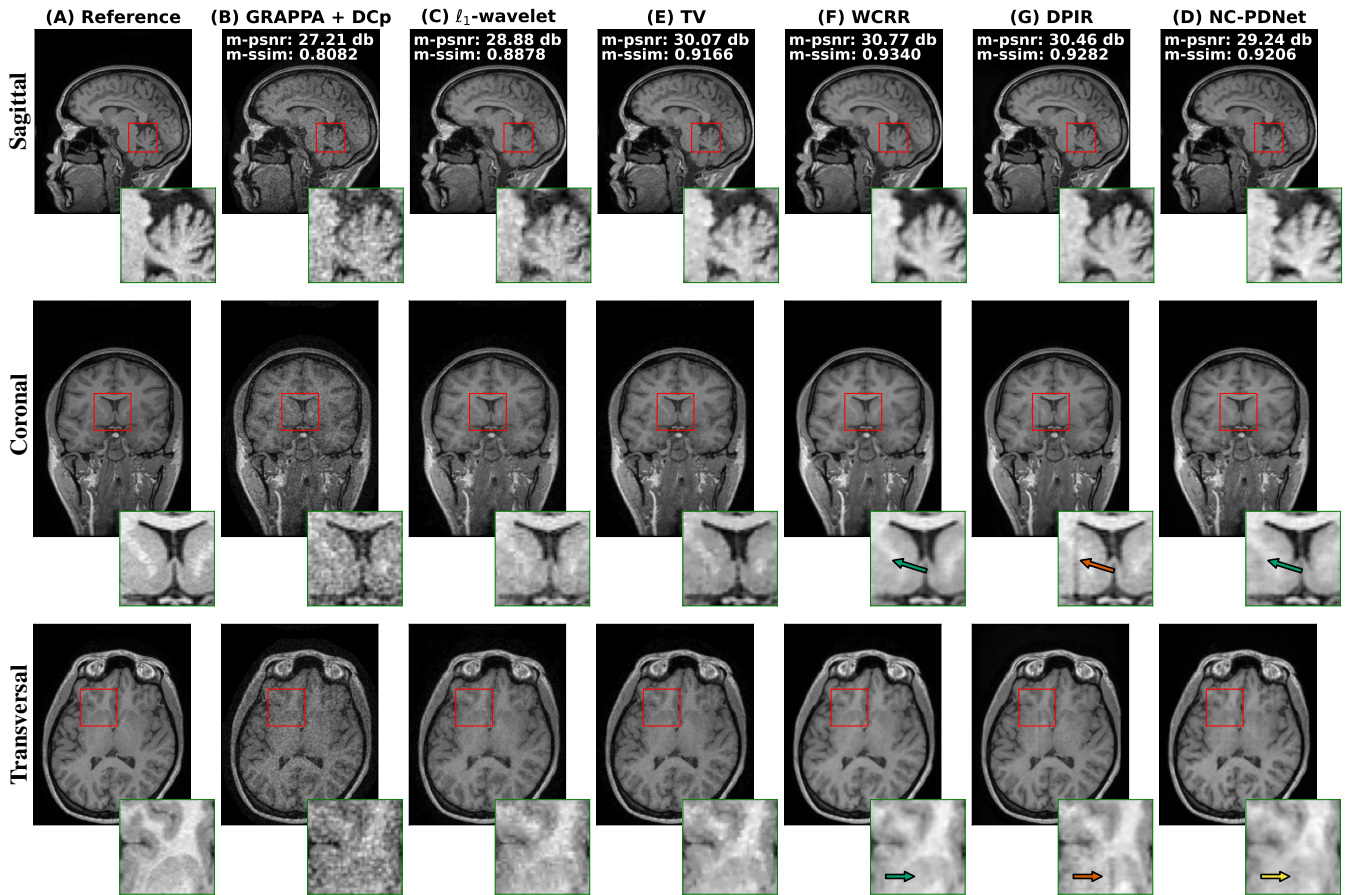 (A) Reference
(B) GRAPPA + DCp
(C) ℓ₁-wavelet
(E) TV
(F) WCRR
(G) DPIR
(D) NC-PDNet
m-psnr: 27.21 db
m-ssim: 0.8082
m-psnr: 28.88 db
m-ssim: 0.8878
m-psnr: 30.07 db
m-ssim: 0.9166
m-psnr: 30.77 db
m-ssim: 0.9340
m-psnr: 30.46 db
m-ssim: 0.9282
m-psnr: 29.24 db
m-ssim: 0.9206
Sagittal
Coronal
Transversal